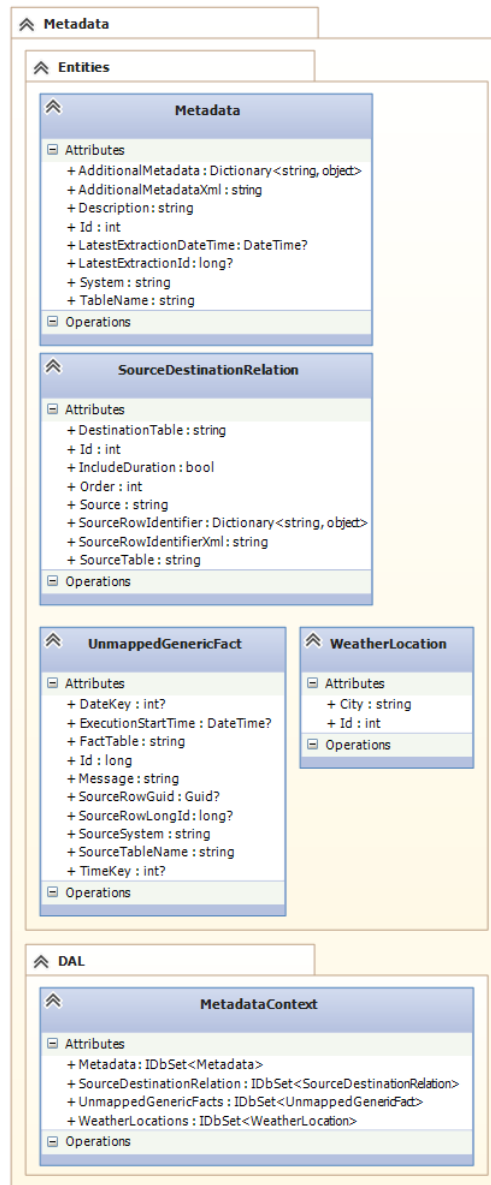 Metadata
Entities
Metadata
Attributes
+ AdditionalMetadata : Dictionary<string, object>
+ AdditionalMetadataXml : string
+ Description : string
+ Id : int
+ LatestExtractionDateTime : DateTime?
+ LatestExtractionId : long?
+ System : string
+ TableName : string
Operations
SourceDestinationRelation
Attributes
+ DestinationTable : string
+ Id : int
+ IncludeDuration : bool
+ Order : int
+ Source : string
+ SourceRowIdentifier : Dictionary<string, object>
+ SourceRowIdentifierXml : string
+ SourceTable : string
Operations
UnmappedGenericFact
Attributes
+ DateKey : int?
+ ExecutionStartTime : DateTime?
+ FactTable : string
+ Id : long
+ Message : string
+ SourceRowGuid : Guid?
+ SourceRowLongId : long?
+ SourceSystem : string
+ SourceTableName : string
+ TimeKey : int?
Operations
WeatherLocation
Attributes
+ City : string
+ Id : int
Operations
DAL
MetadataContext
Attributes
+ Metadata : IDbSet<Metadata>
+ SourceDestinationRelation : IDbSet<SourceDestinationRelation>
+ UnmappedGenericFacts : IDbSet<UnmappedGenericFact>
+ WeatherLocations : IDbSet<WeatherLocation>
Operations